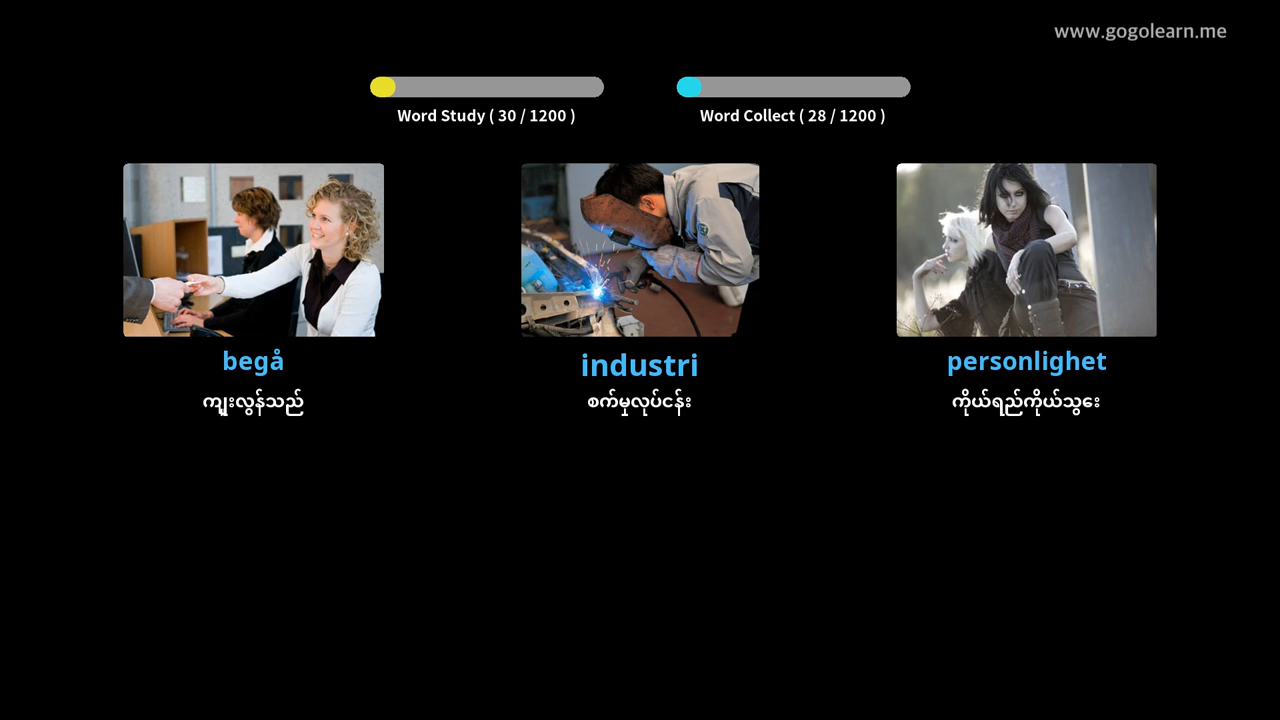 www.gogolearn.me
Word Study ( 30 / 1200 )
Word Collect ( 28 / 1200 )
begå
industri
personlighet
ကျူးလွန်သည်
စက်မှုလုပ်ငန်း
ကိုယ်ရည်ကိုယ်သွေး